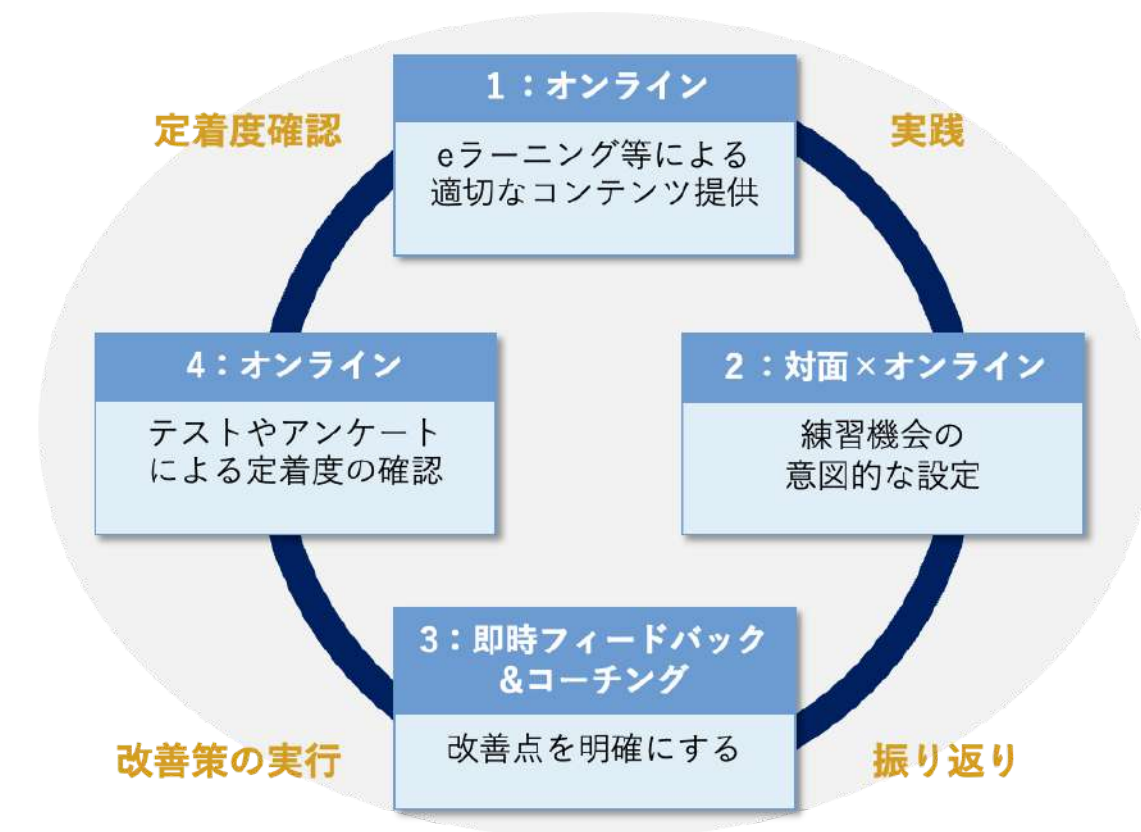 1：オンライン
eラーニング等による
適切なコンテンツ提供
定着度確認
実践
4：オンライン
テストやアンケート
による定着度の確認
2：対面×オンライン
練習機会の
意図的な設定
3：即時フィードバック
&コーチング
改善点を明確にする
改善策の実行
振り返り